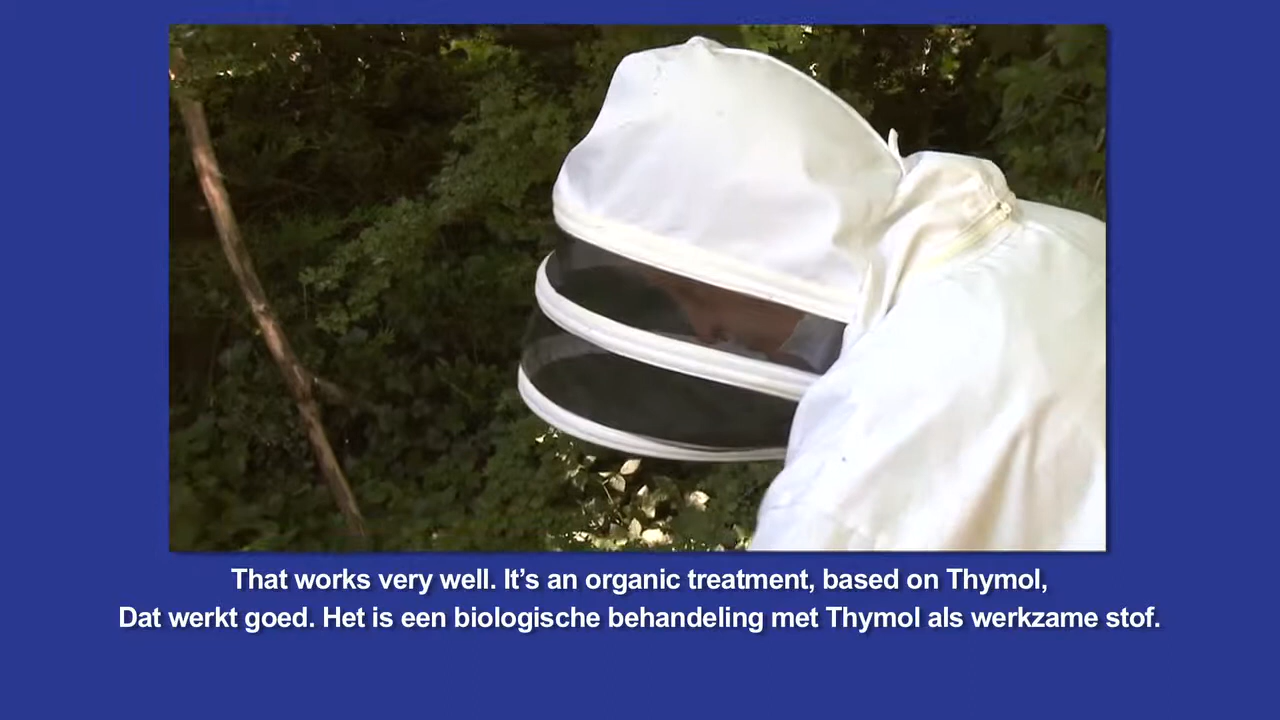 That works very well. It’s an organic treatment, based on Thymol,
Dat werkt goed. Het is een biologische behandeling met Thymol als werkzame stof.